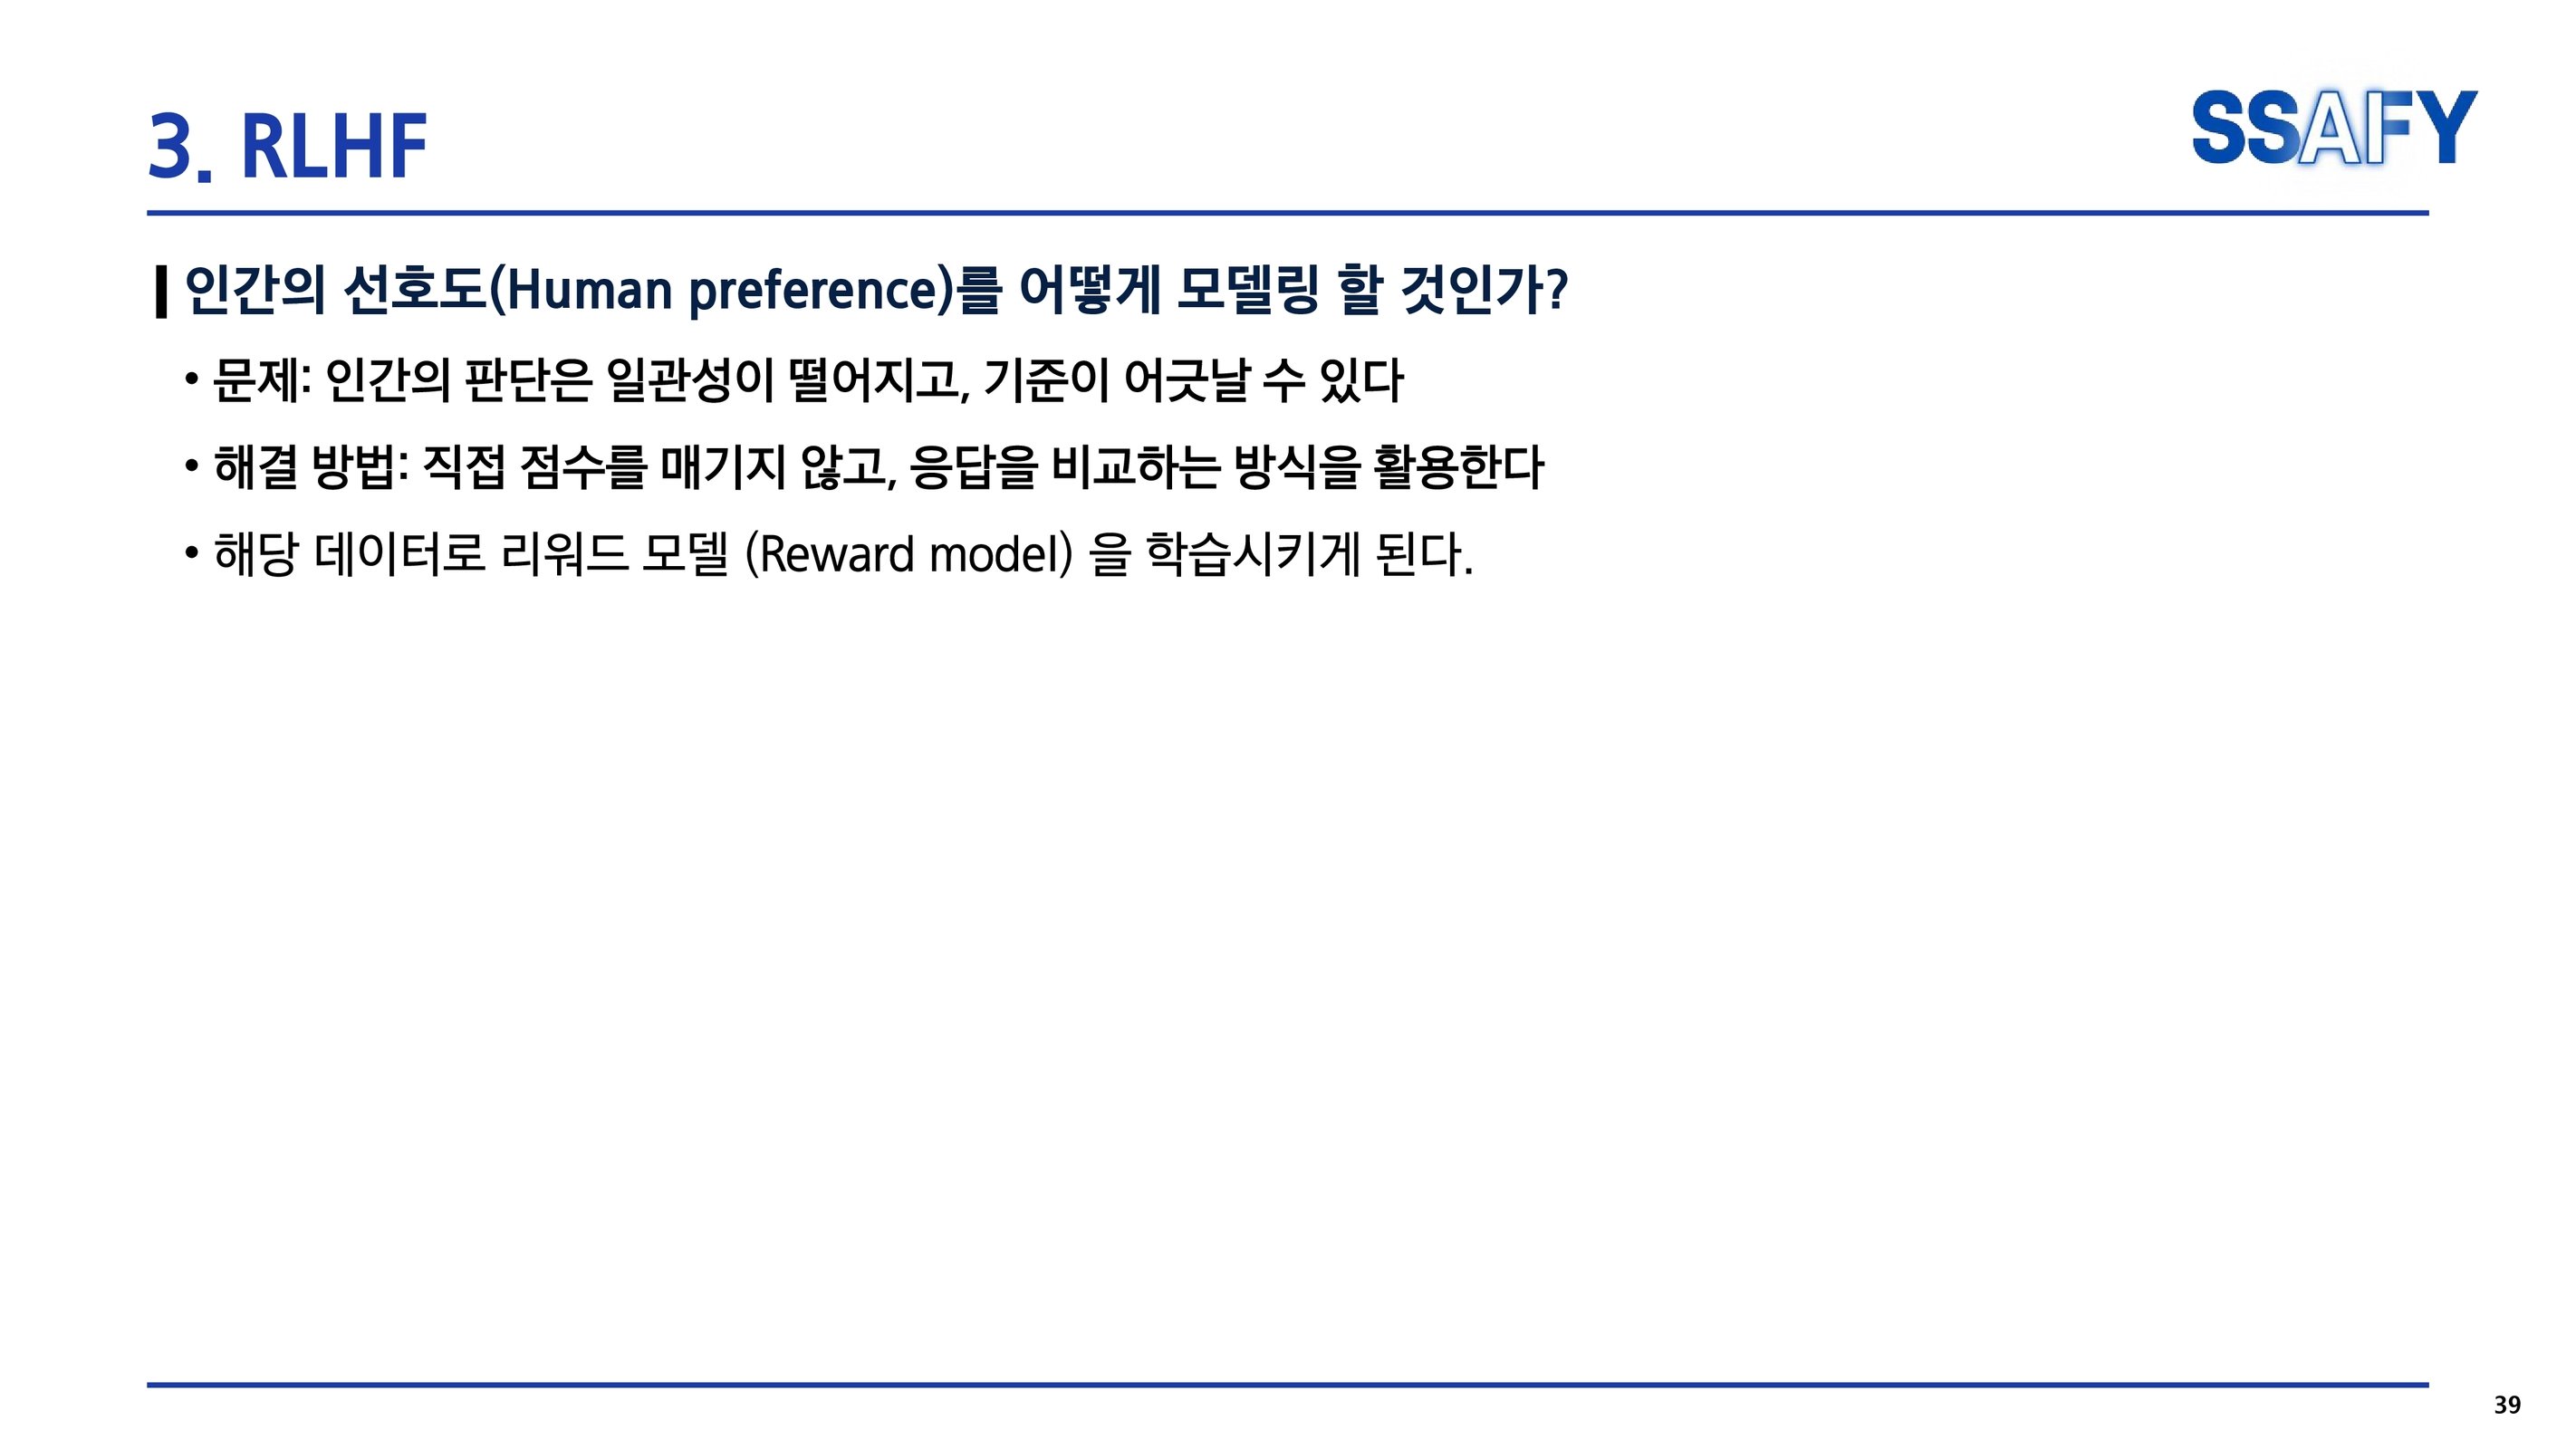 3. RLHF
SSAFY
인간의 선호도(Human preference)를 어떻게 모델링 할 것인가?
• 문제: 인간의 판단은 일관성이 떨어지고, 기준이 어긋날 수 있다
• 해결 방법: 직접 점수를 매기지 않고, 응답을 비교하는 방식을 활용한다
• 해당 데이터로 리워드 모델 (Reward model) 을 학습시키게 된다.
39